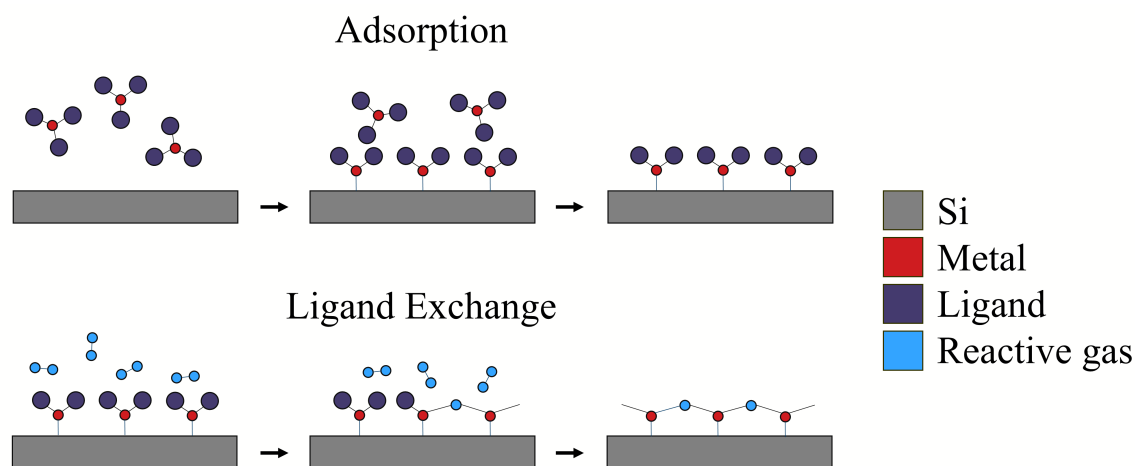 Adsorption
Si
Metal
Ligand
Reactive gas
Ligand Exchange